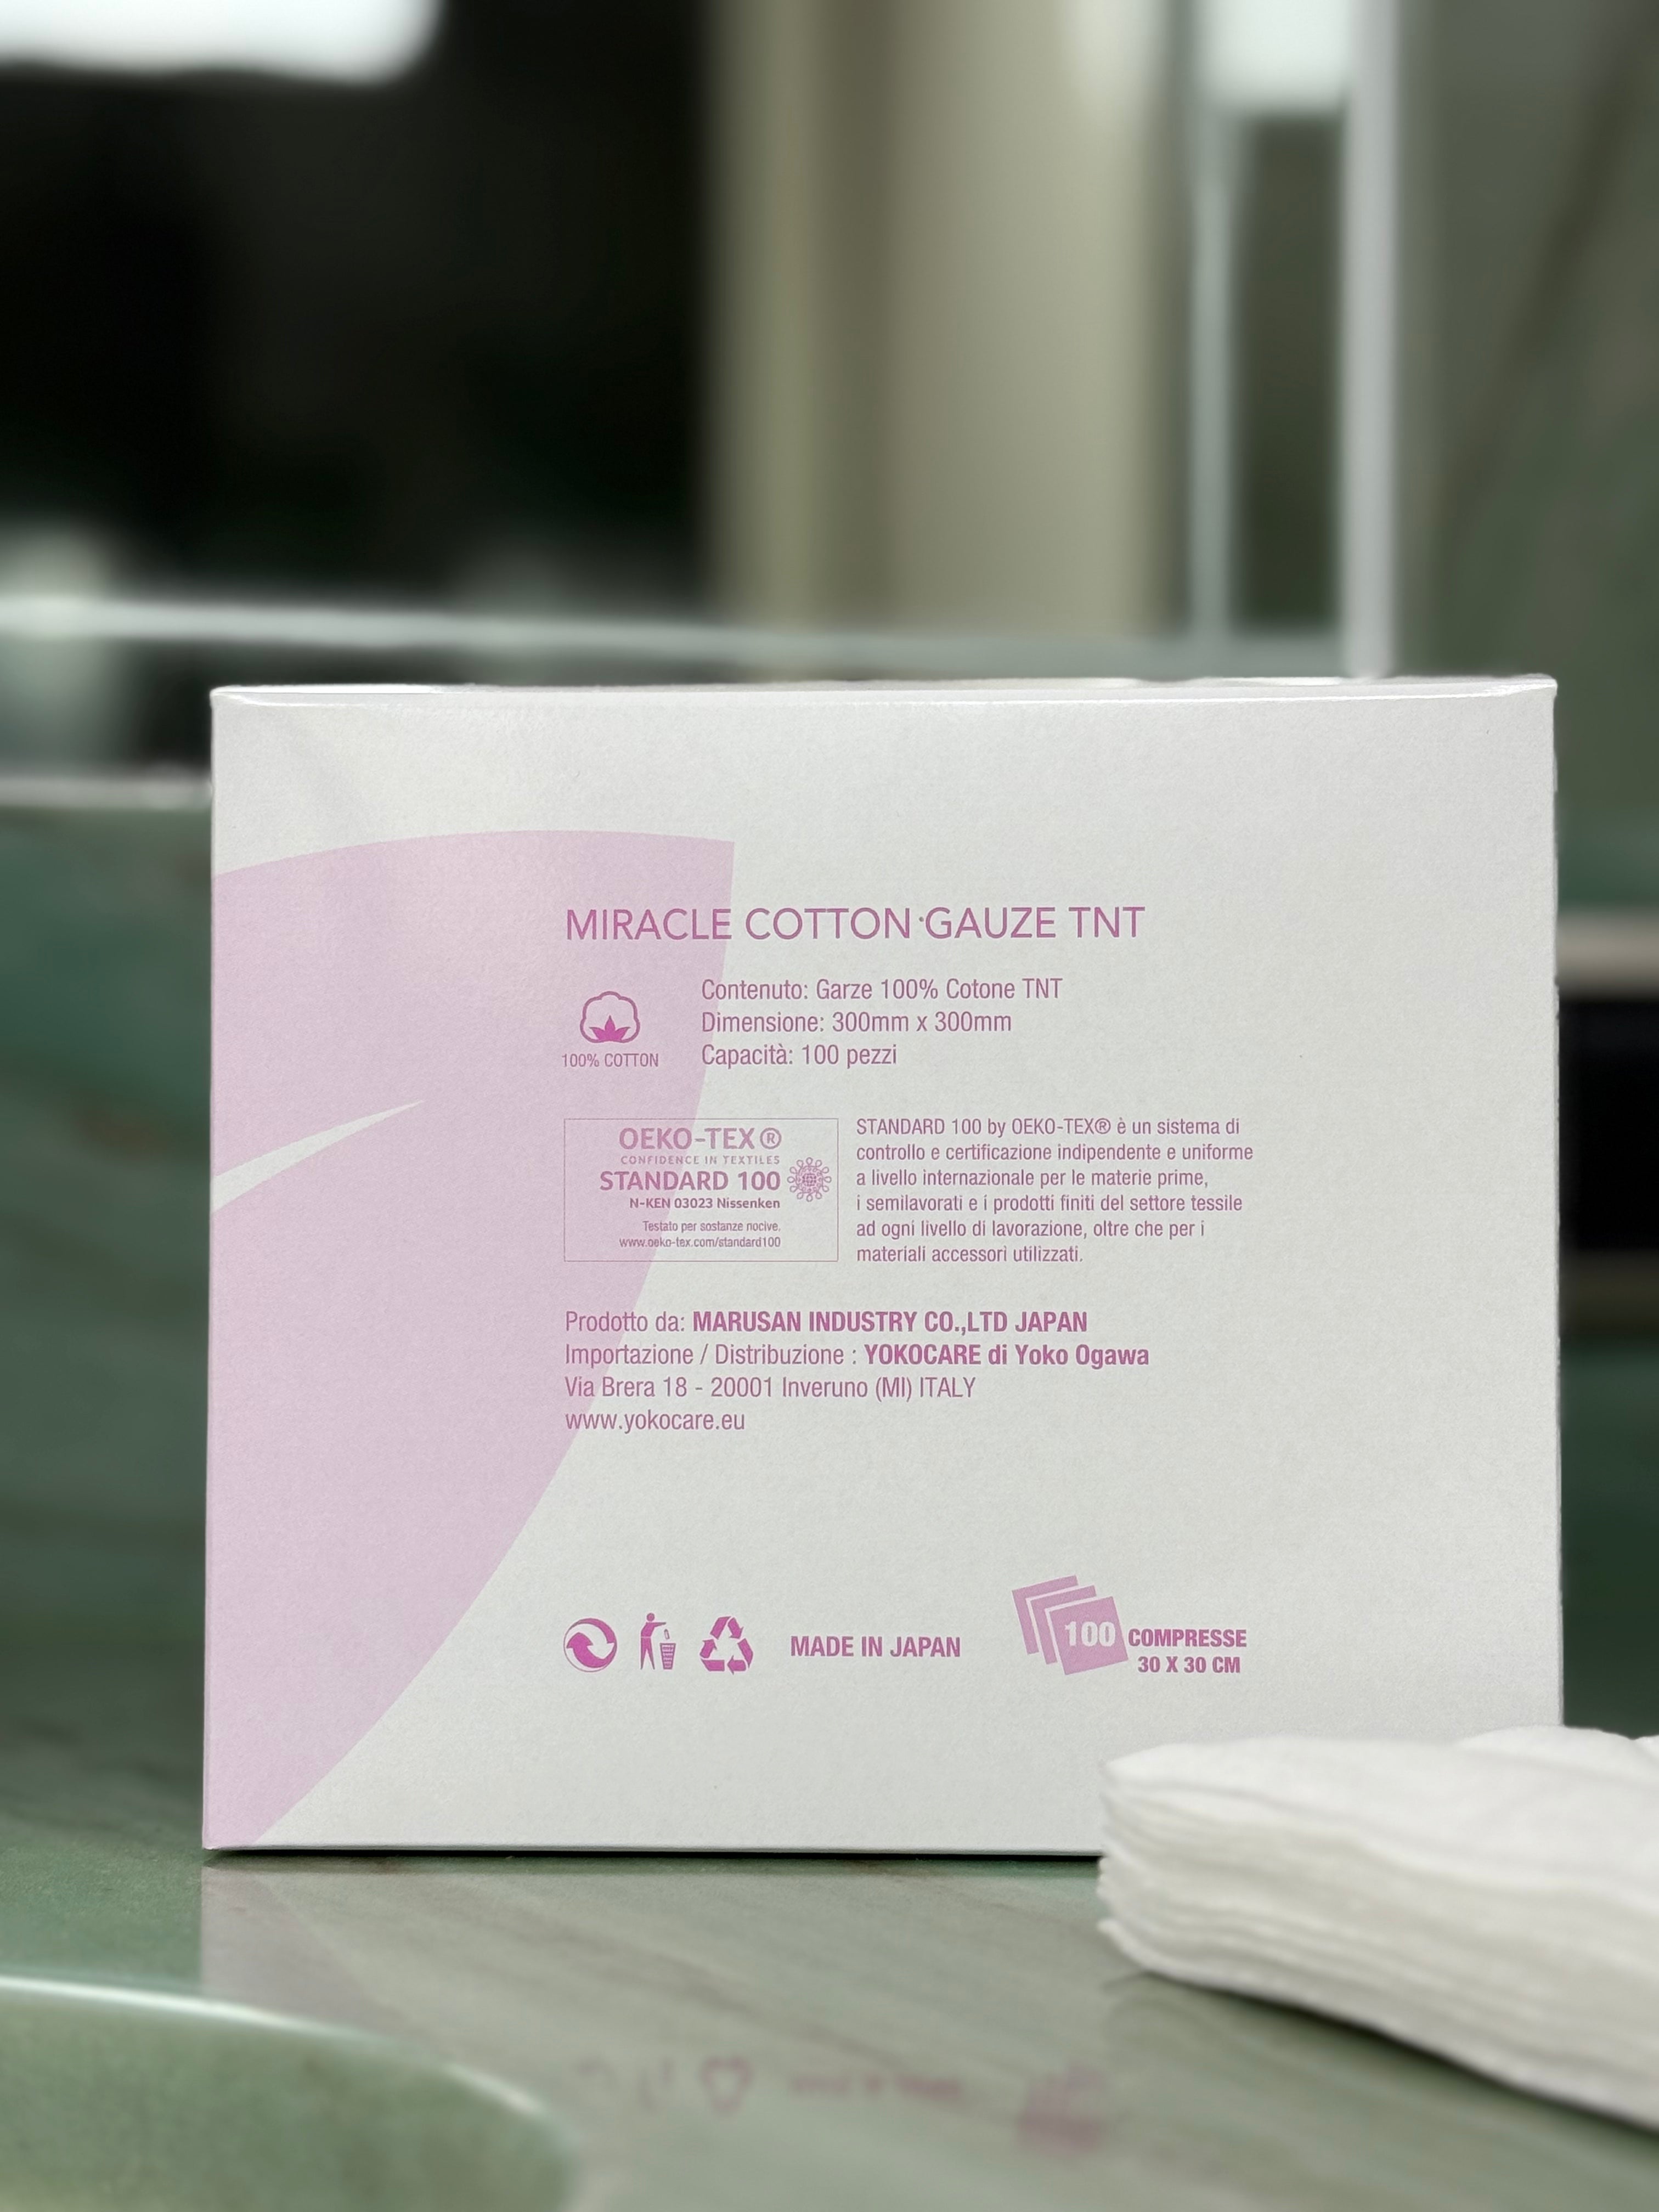 MIRACLE COTTON·GAUZE TNT
100% COTTON
Contenuto: Garze 100% Cotone TNT
Dimensione: 300mm x 300mm
Capacità: 100 pezzi
OEKO-TEX®
CONFIDENCE IN TEXTILES
STANDARD 100
N-KEN 03023 Nissenken
Testato per sostanze nocive.
www.oeko-tex.com/standard100
STANDARD 100 by OEKO-TEX® è un sistema di
controllo e certificazione indipendente e uniforme
a livello internazionale per le materie prime,
i semilavorati e i prodotti finiti del settore tessile
ad ogni livello di lavorazione, oltre che per i
materiali accessori utilizzati.
Prodotto da: MARUSAN INDUSTRY CO.,LTD JAPAN
Importazione / Distribuzione : YOKOCARE di Yoko Ogawa
Via Brera 18 - 20001 Inveruno (MI) ITALY
www.yokocare.eu
MADE IN JAPAN
100 COMPRESSE
30 X 30 CM